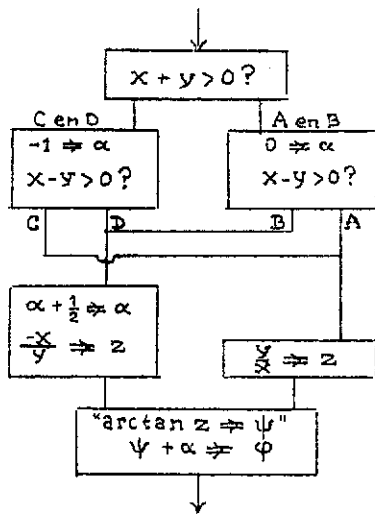 x + y > 0 ?
C en D
A en B
-1 ⇒ α
x - y > 0 ?
0 ⇒ α
x - y > 0 ?
C
D
B
A
α + 1/2 ⇒ α
-x/y ⇒ z
y/x ⇒ z
"arctan z ⇒ ψ"
ψ + α ⇒ φ